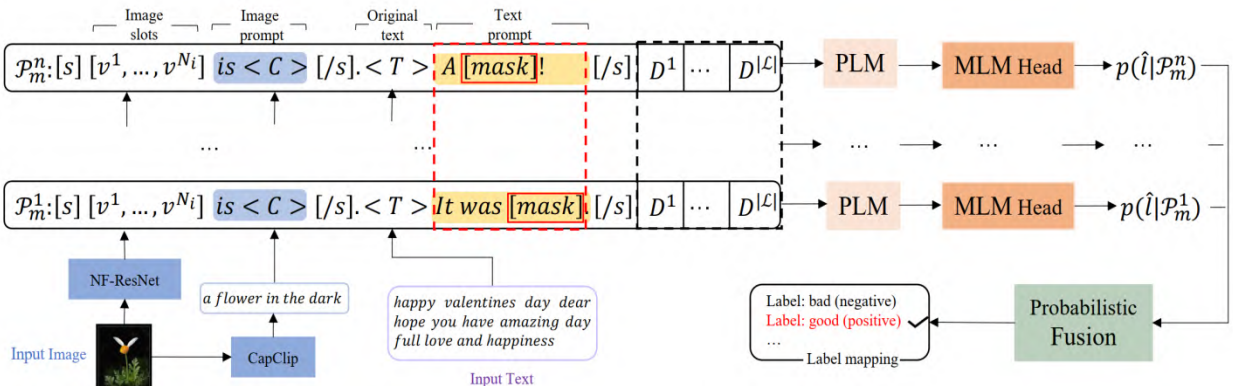 Image slots
Image prompt
Original text
Text prompt
𝒫ₘⁿ:[s] [v¹, …, v^{Nᵢ}] is < C > [/s]. < T > A [mask]! [/s] D¹ … D^{|ℒ|}
PLM
MLM Head
p(l̂|𝒫ₘⁿ)
… … … … …
𝒫ₘ¹:[s] [v¹, …, v^{Nᵢ}] is < C > [/s]. < T > It was [mask]. [/s] D¹ … D^{|ℒ|}
PLM
MLM Head
p(l̂|𝒫ₘ¹)
NF-ResNet
a flower in the dark
Input Image
CapClip
happy valentines day dear
hope you have amazing day
full love and happiness
Input Text
Label: bad (negative)
Label: good (positive)
…
Label mapping
Probabilistic
Fusion